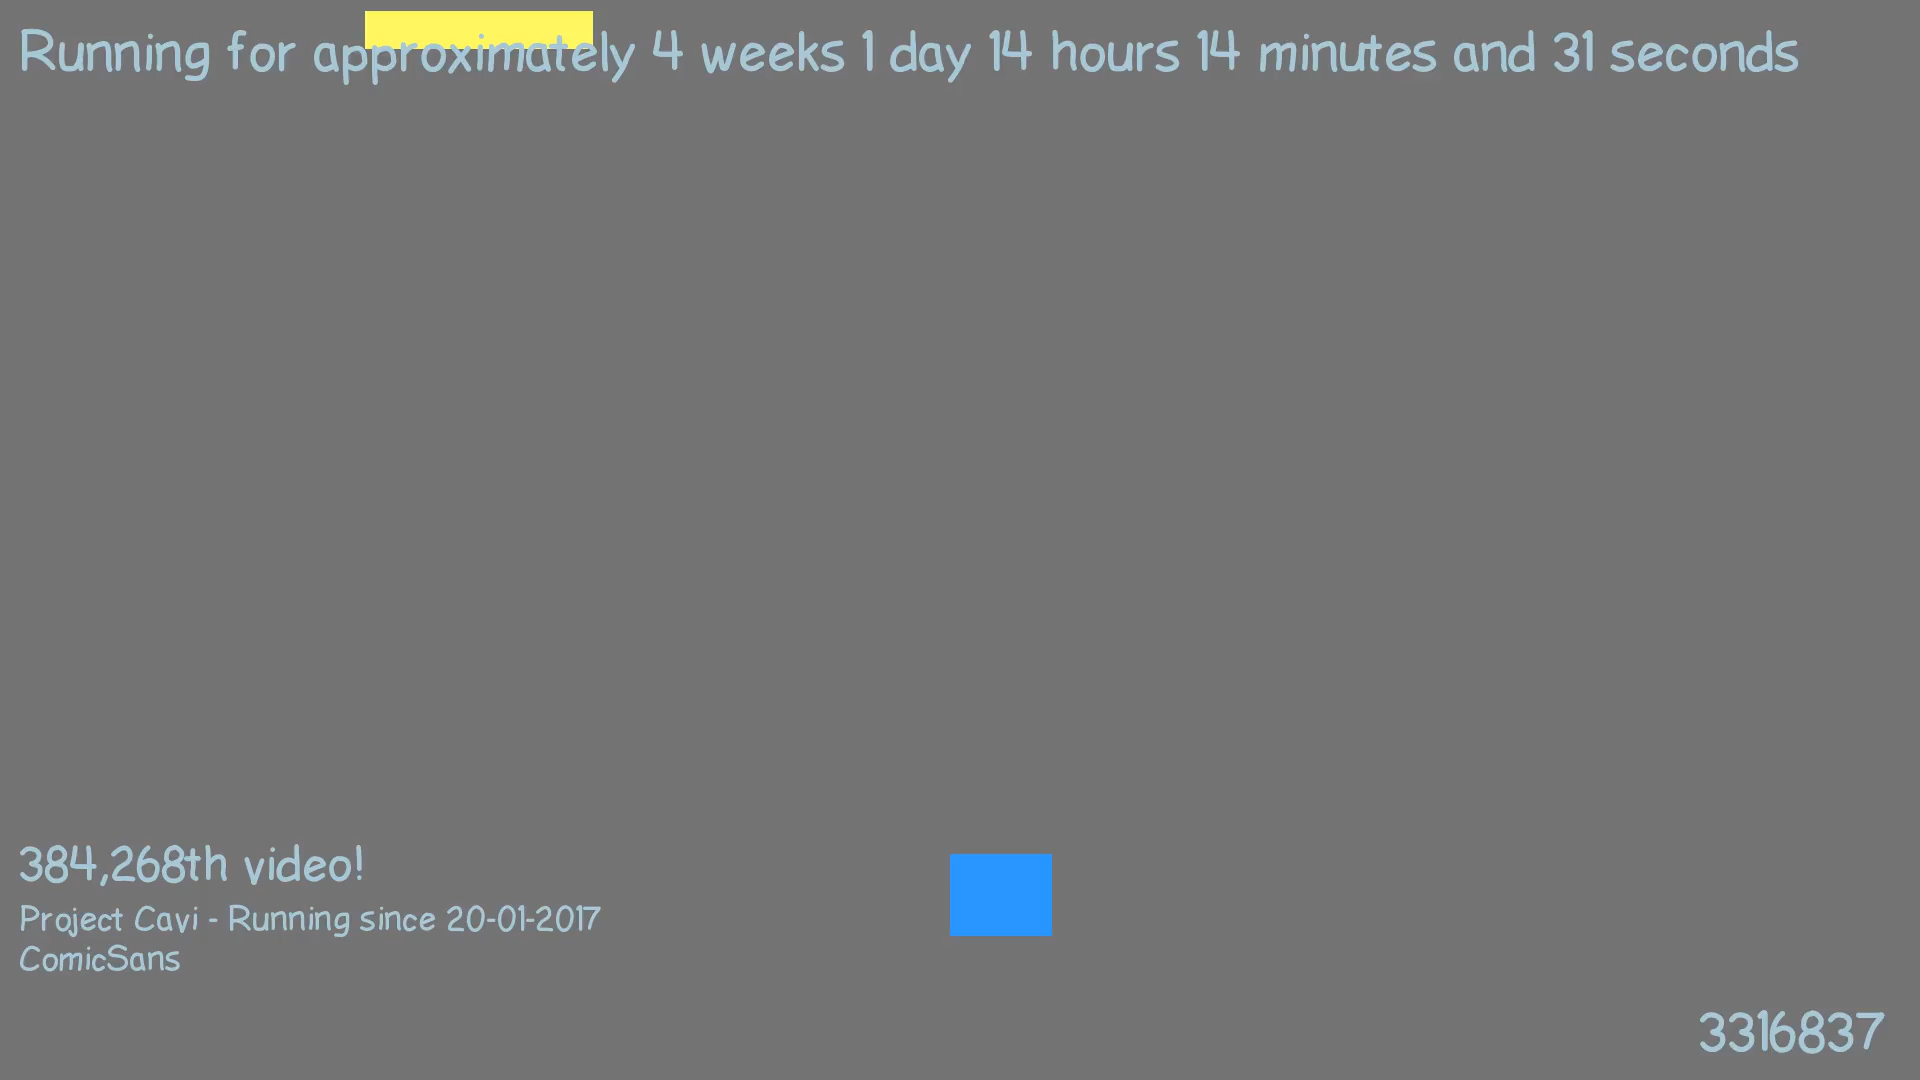 Running for approximately 4 weeks 1 day 14 hours 14 minutes and 31 seconds
384,268th video!
Project Cavi - Running since 20-01-2017
ComicSans
3316837